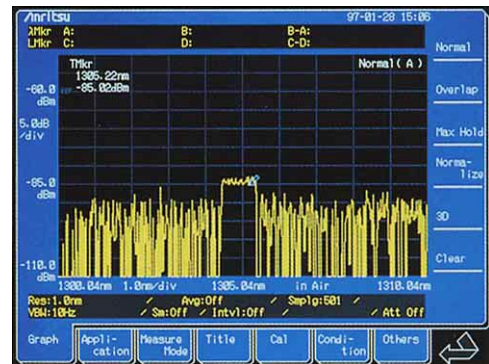 Anritsu 97-01-28 15:06
λMkr A: B: B-A:
LMkr C: D: C-D:
TMkr Normal(A)
1305.22nm
-85.02dBm
-60.0
dBm
5.0dB
/div
-85.0
dBm
-110.0
dBm
1300.04nm 1.0nm/div 1305.04nm in Air 1310.04nm
Res:1.0nm / Avg:Off / Smplg:501 /
VBW:10Hz / Sm:Off / Intvl:Off / / Att Off
Normal
Overlap
Max Hold
Norma-
lize
3D
Clear
Graph Appli-
cation Measure
Mode Title Cal Condi-
tion Others